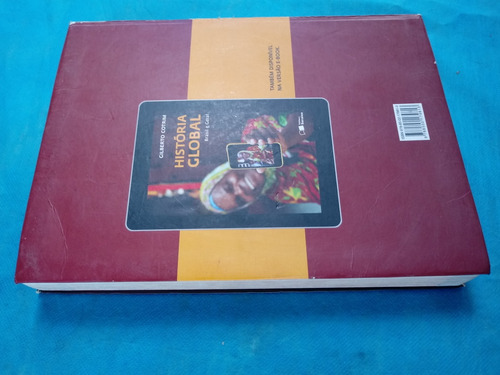 GILBERTO COTRIM
HISTÓRIA
GLOBAL
Brasil e Geral
TAMBÉM DISPONÍVEL
NA VERSÃO E-BOOK.